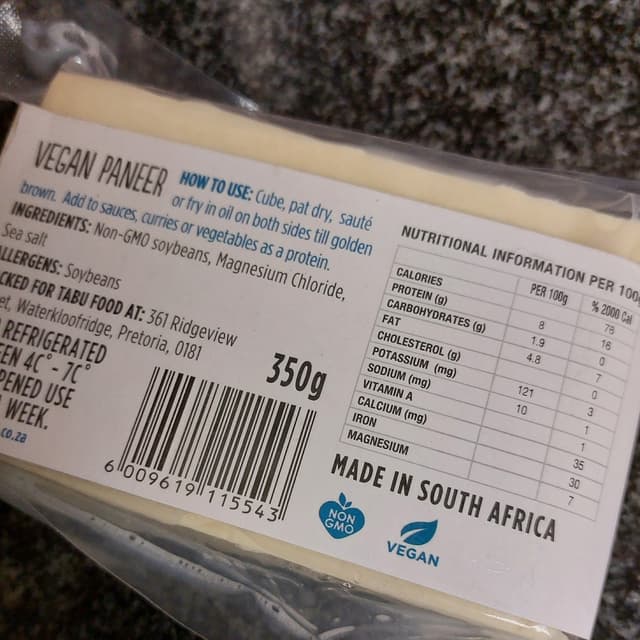 VEGAN PANEER
HOW TO USE: Cube, pat dry, sauté
or fry in oil on both sides till golden
brown. Add to sauces, curries or vegetables as a protein.
INGREDIENTS: Non-GMO soybeans, Magnesium Chloride,
Sea salt
ALLERGENS: Soybeans
CKED FOR TABU FOOD AT: 361 Ridgeview
et, Waterkloofridge, Pretoria, 0181
REFRIGERATED
EN 4C° - 7C°
PENED USE
WEEK.
.co.za
350g
6 009619 115543
NUTRITIONAL INFORMATION PER 100g
PER 100g % 2000 Cal
CALORIES 78
PROTEIN (g) 8 16
CARBOHYDRATES (g) 1.9 0
FAT 4.8 7
CHOLESTEROL (g) 0
POTASSIUM (mg) 121 3
SODIUM (mg) 10 1
VITAMIN A 1
CALCIUM (mg) 35
IRON 30
MAGNESIUM 7
MADE IN SOUTH AFRICA
NON
GMO
VEGAN